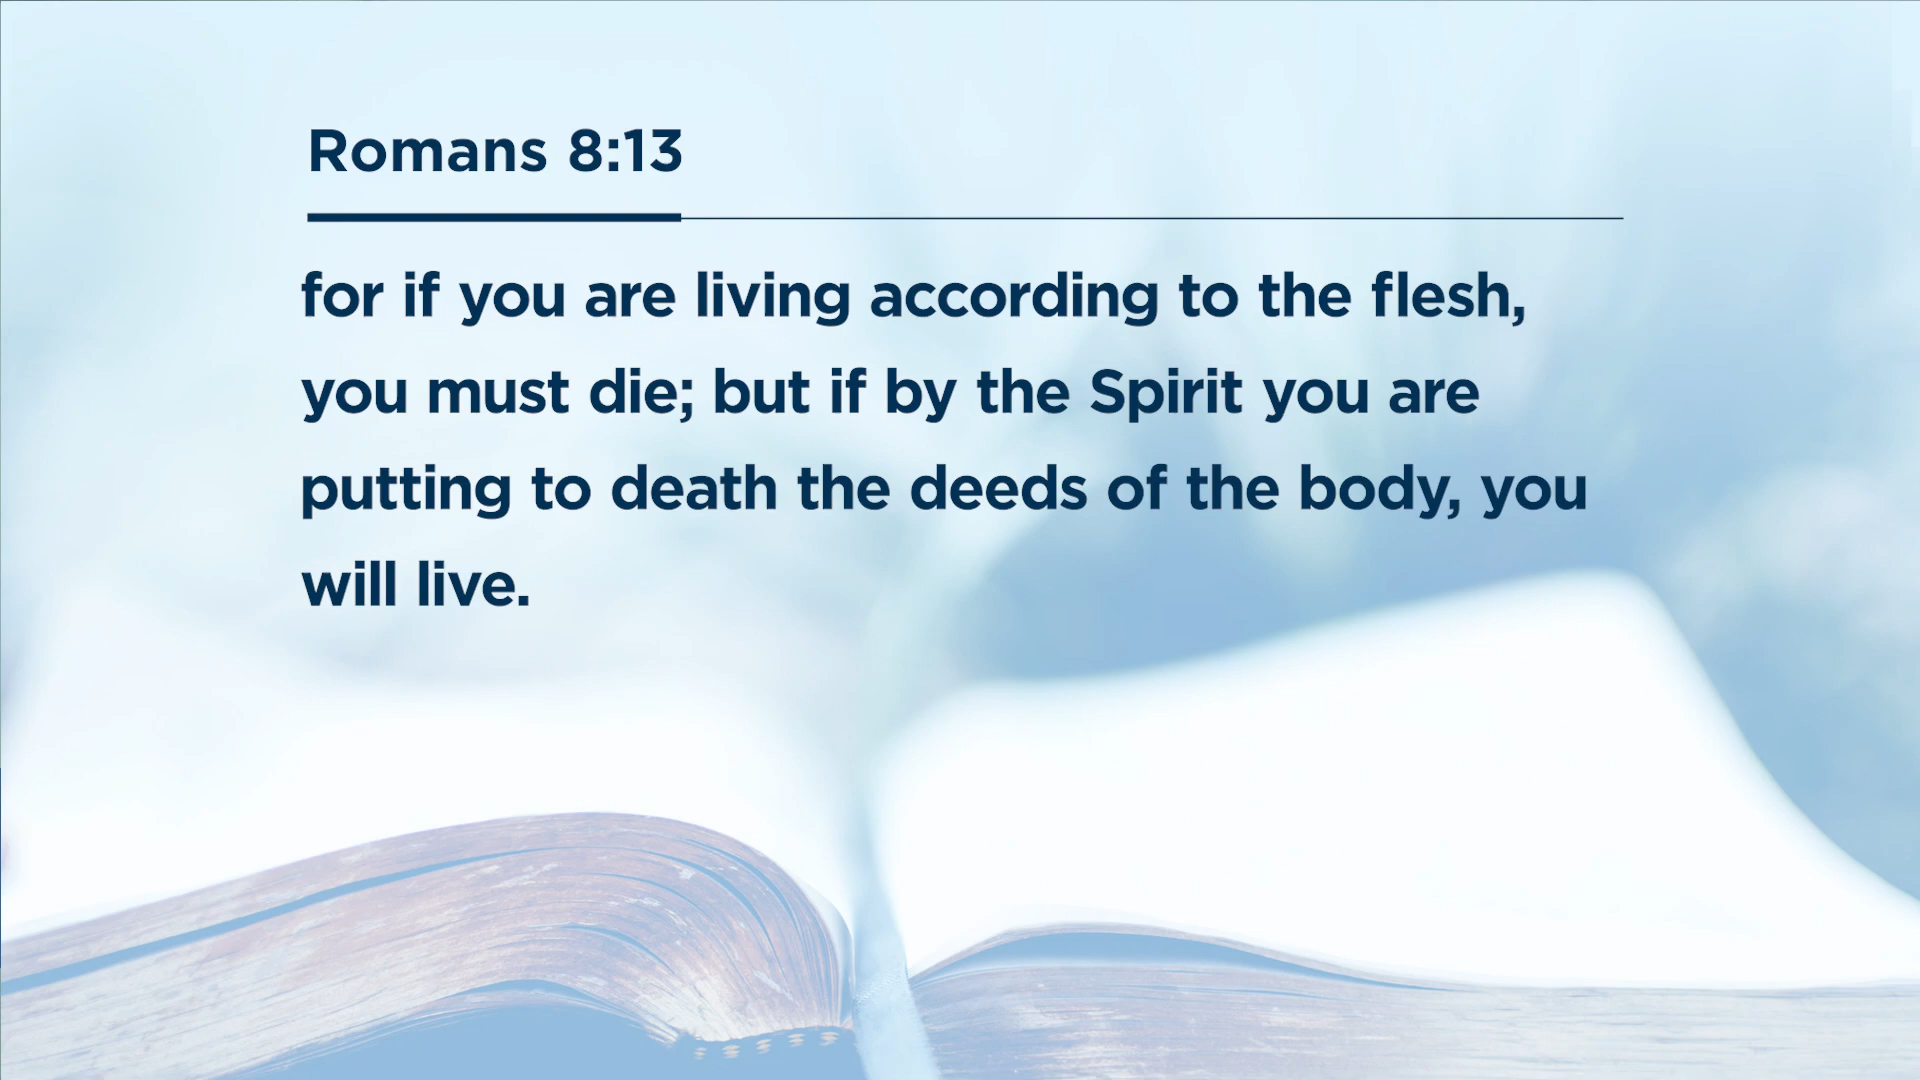 Romans 8:13
for if you are living according to the flesh,
you must die; but if by the Spirit you are
putting to death the deeds of the body, you
will live.